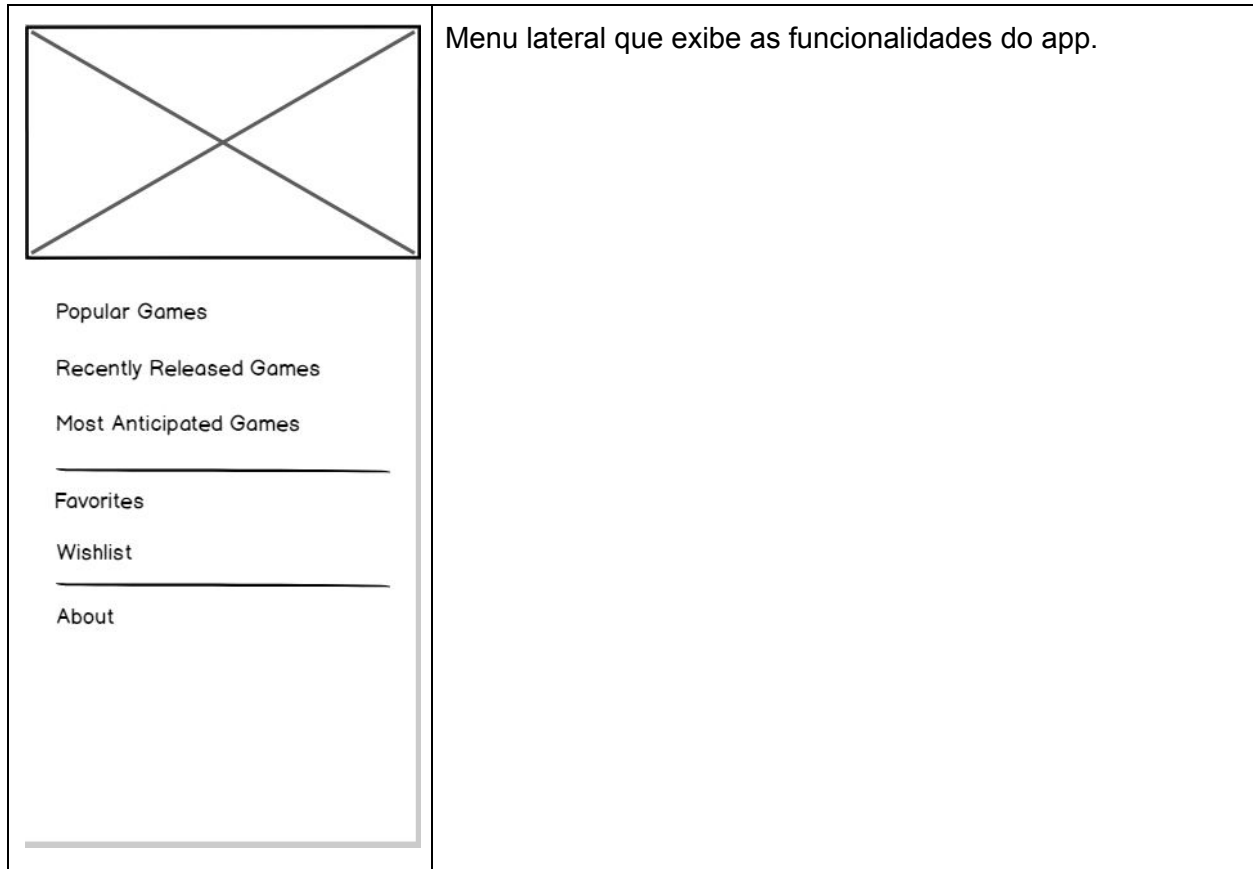 Menu lateral que exibe as funcionalidades do app.
Popular Games
Recently Released Games
Most Anticipated Games
Favorites
Wishlist
About